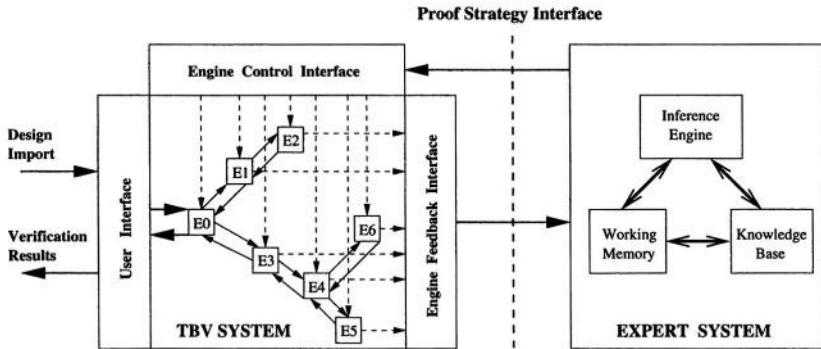 Proof Strategy Interface
Engine Control Interface
Design
Import
Verification
Results
User Interface
E0
E1
E2
E3
E4
E5
E6
Engine Feedback Interface
TBV SYSTEM
Inference
Engine
Working
Memory
Knowledge
Base
EXPERT SYSTEM